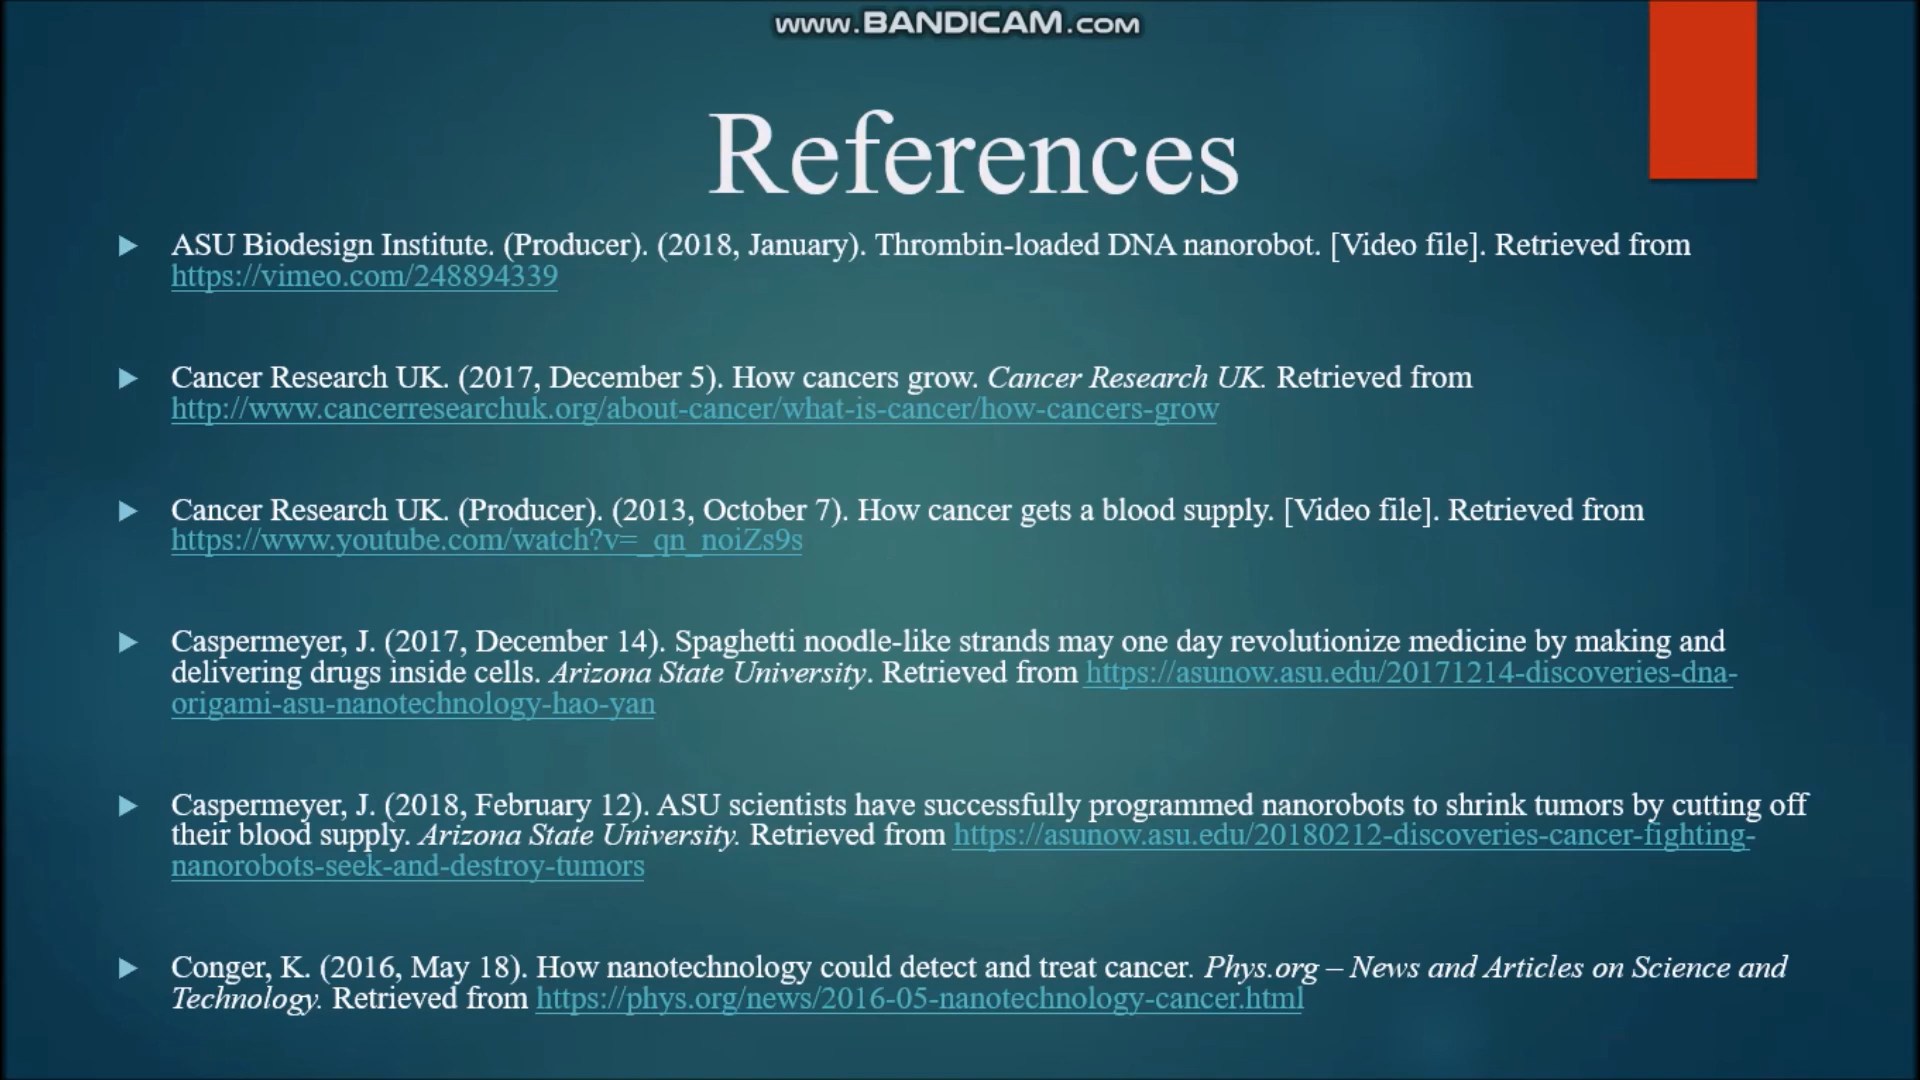 www.BANDICAM.com
References
ASU Biodesign Institute. (Producer). (2018, January). Thrombin-loaded DNA nanorobot. [Video file]. Retrieved from
https://vimeo.com/248894339
Cancer Research UK. (2017, December 5). How cancers grow. Cancer Research UK. Retrieved from
http://www.cancerresearchuk.org/about-cancer/what-is-cancer/how-cancers-grow
Cancer Research UK. (Producer). (2013, October 7). How cancer gets a blood supply. [Video file]. Retrieved from
https://www.youtube.com/watch?v=_qn_noiZs9s
Caspermeyer, J. (2017, December 14). Spaghetti noodle-like strands may one day revolutionize medicine by making and
delivering drugs inside cells. Arizona State University. Retrieved from https://asunow.asu.edu/20171214-discoveries-dna-
origami-asu-nanotechnology-hao-yan
Caspermeyer, J. (2018, February 12). ASU scientists have successfully programmed nanorobots to shrink tumors by cutting off
their blood supply. Arizona State University. Retrieved from https://asunow.asu.edu/20180212-discoveries-cancer-fighting-
nanorobots-seek-and-destroy-tumors
Conger, K. (2016, May 18). How nanotechnology could detect and treat cancer. Phys.org – News and Articles on Science and
Technology. Retrieved from https://phys.org/news/2016-05-nanotechnology-cancer.html